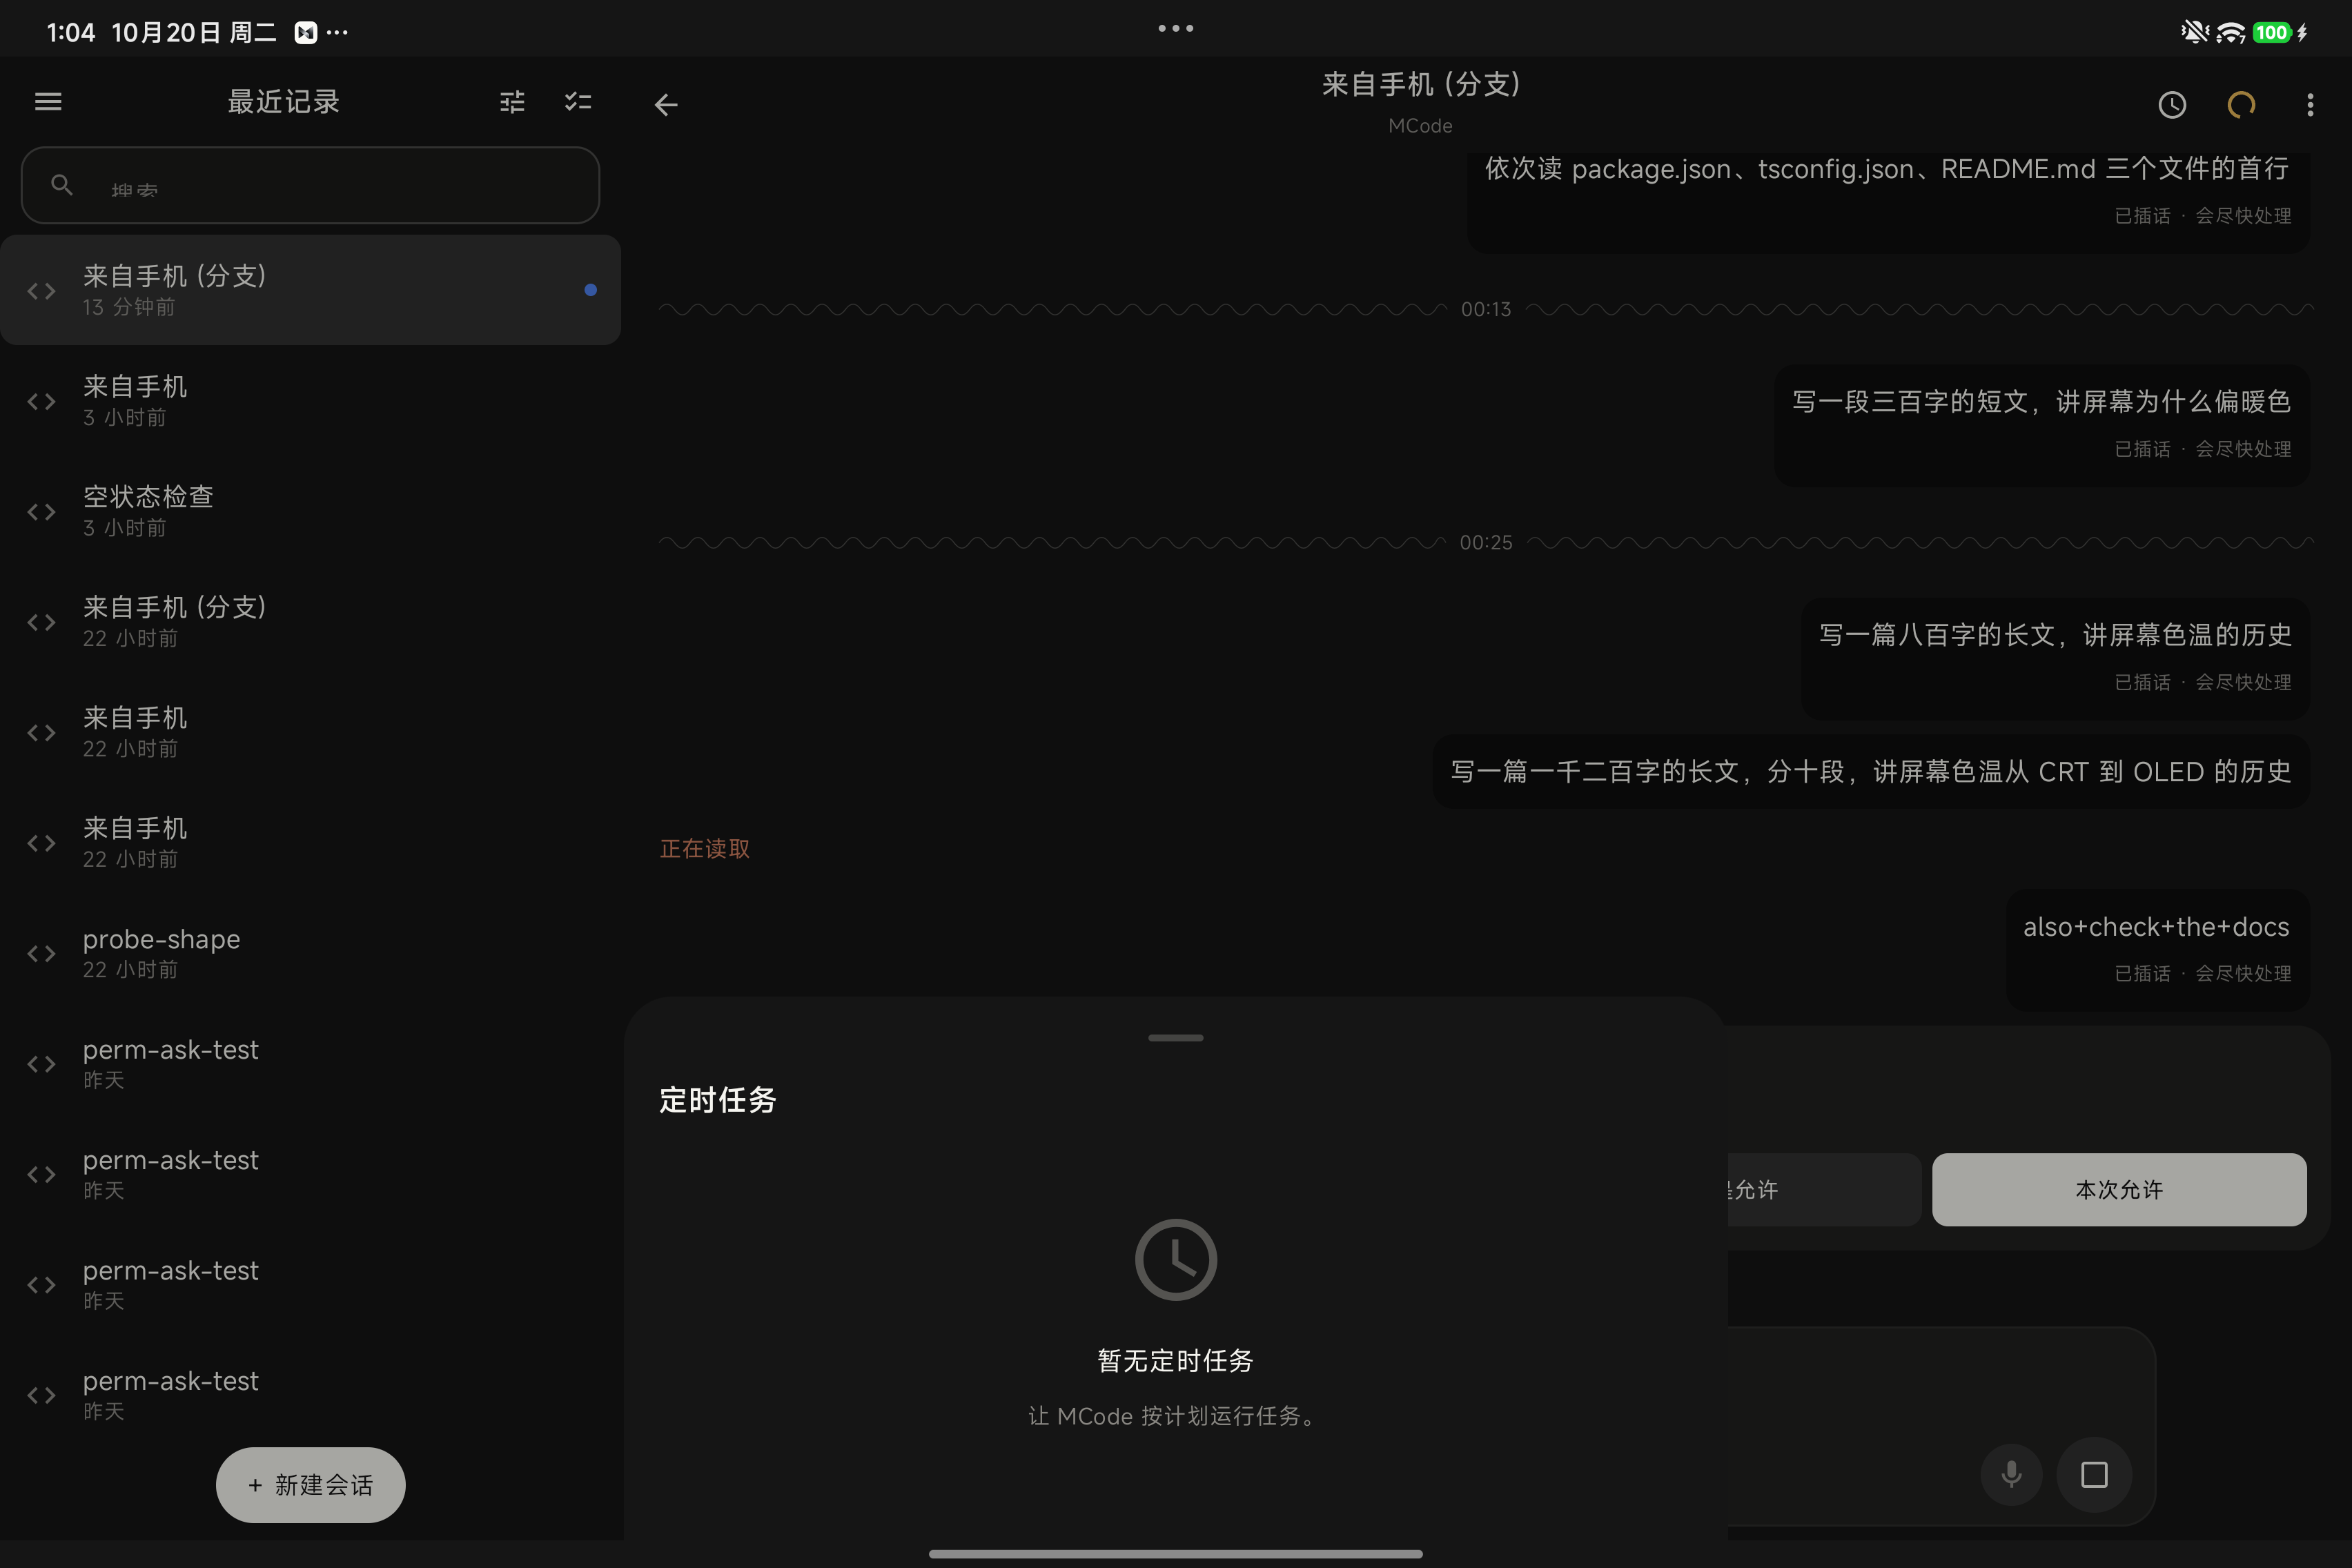 1:04 10月20日 周二
100
最近记录
搜索
来自手机 (分支)
13 分钟前
来自手机
3 小时前
空状态检查
3 小时前
来自手机 (分支)
22 小时前
来自手机
22 小时前
来自手机
22 小时前
probe-shape
22 小时前
perm-ask-test
昨天
perm-ask-test
昨天
perm-ask-test
昨天
perm-ask-test
昨天
+ 新建会话
来自手机 (分支)
MCode
依次读 package.json、tsconfig.json、README.md 三个文件的首行
已插话 · 会尽快处理
00:13
写一段三百字的短文，讲屏幕为什么偏暖色
已插话 · 会尽快处理
00:25
写一篇八百字的长文，讲屏幕色温的历史
已插话 · 会尽快处理
写一篇一千二百字的长文，分十段，讲屏幕色温从 CRT 到 OLED 的历史
正在读取
also+check+the+docs
已插话 · 会尽快处理
允许
本次允许
定时任务
暂无定时任务
让 MCode 按计划运行任务。